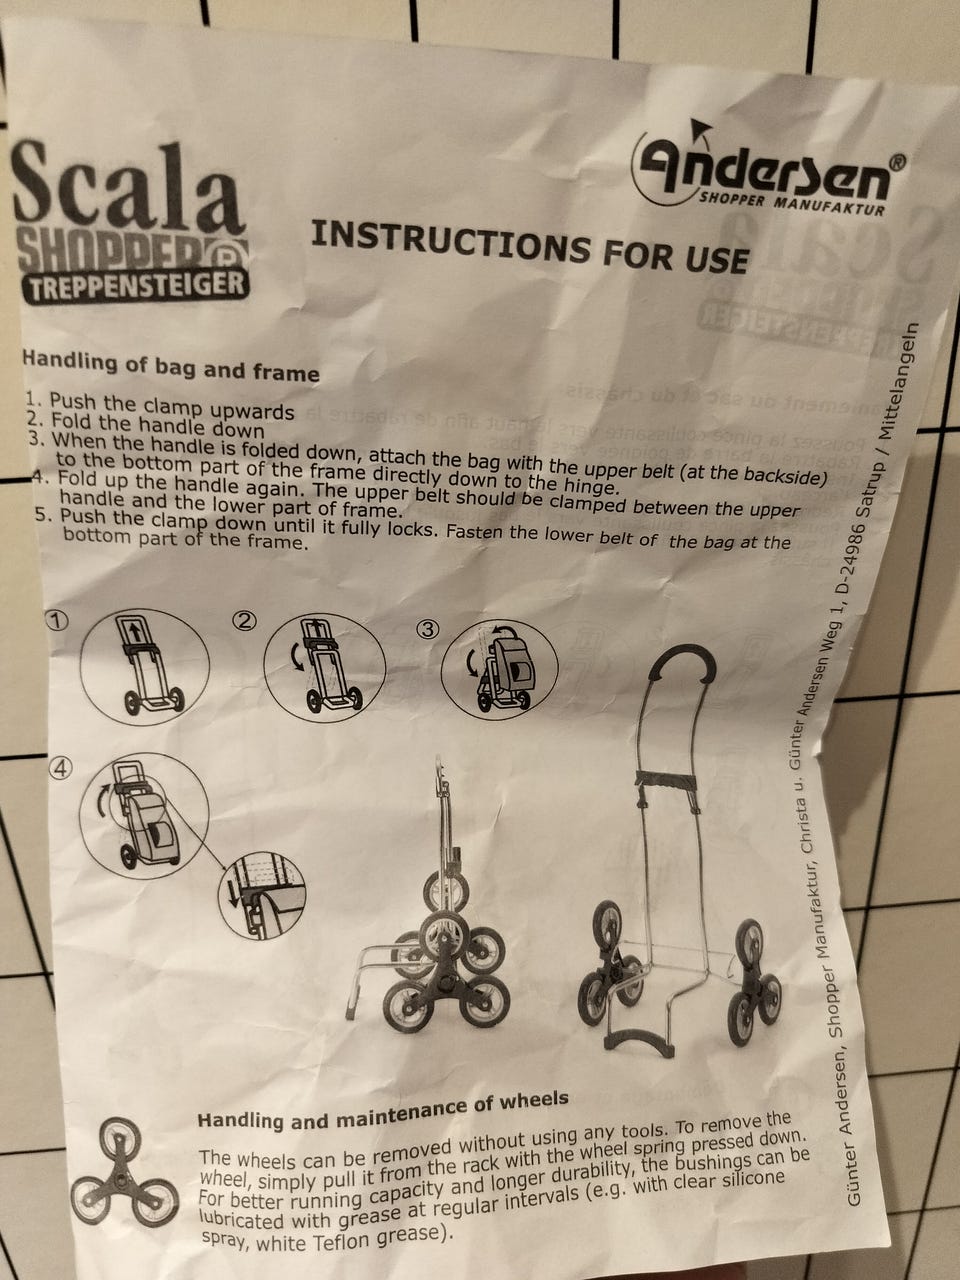 Scala
SHOPPER
TREPPENSTEIGER
Andersen®
SHOPPER MANUFAKTUR
INSTRUCTIONS FOR USE
Handling of bag and frame
1. Push the clamp upwards
2. Fold the handle down
3. When the handle is folded down, attach the bag with the upper belt (at the backside)
to the bottom part of the frame directly down to the hinge.
4. Fold up the handle again. The upper belt should be clamped between the upper
handle and the lower part of frame.
5. Push the clamp down until it fully locks. Fasten the lower belt of the bag at the
bottom part of the frame.
1
2
3
4
Handling and maintenance of wheels
The wheels can be removed without using any tools. To remove the
wheel, simply pull it from the rack with the wheel spring pressed down.
For better running capacity and longer durability, the bushings can be
lubricated with grease at regular intervals (e.g. with clear silicone
spray, white Teflon grease).
Günter Andersen, Shopper Manufaktur, Christa u. Günter Andersen Weg 1, D-24986 Satrup / Mittelangeln